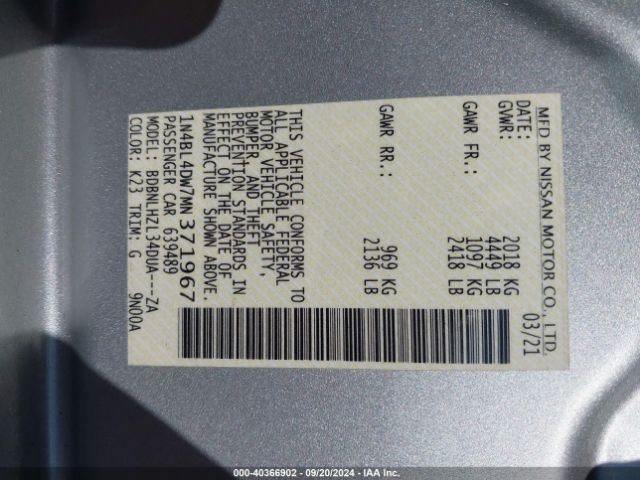 MFD BY NISSAN MOTOR CO., LTD.
DATE: 03/21
GVWR: 2018 KG
4449 LB
GAWR FR.: 1097 KG
2418 LB
GAWR RR.: 969 KG
2136 LB
THIS VEHICLE CONFORMS TO
ALL APPLICABLE FEDERAL
MOTOR VEHICLE SAFETY,
BUMPER, AND THEFT
PREVENTION STANDARDS IN
EFFECT ON THE DATE OF
MANUFACTURE SHOWN ABOVE.
1N4BL4DW7MN371967
PASSENGER CAR 639489
MODEL: BDBNLHZL34DUA---ZA
COLOR: K23 TRIM: G 9N00A
000-40366902 - 09/20/2024 - IAA Inc.